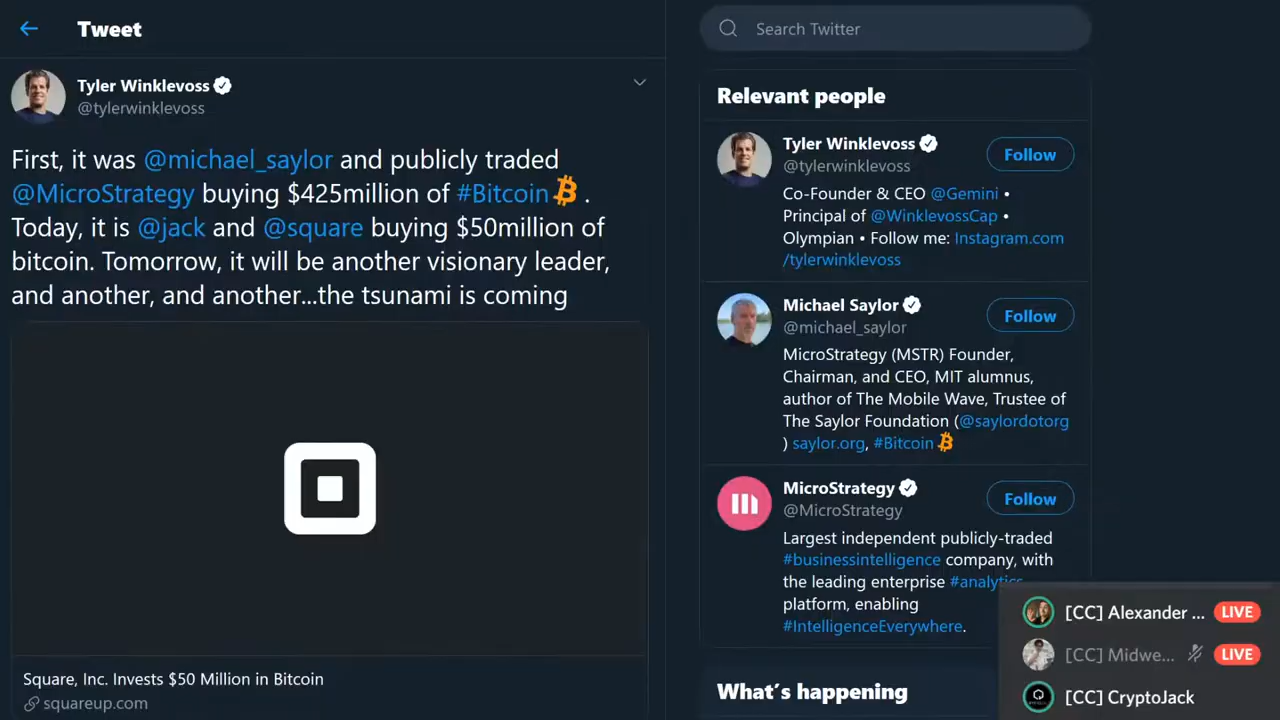 Tweet
Tyler Winklevoss
@tylerwinklevoss
First, it was @michael_saylor and publicly traded
@MicroStrategy buying $425million of #Bitcoin .
Today, it is @jack and @square buying $50million of
bitcoin. Tomorrow, it will be another visionary leader,
and another, and another...the tsunami is coming
Square, Inc. Invests $50 Million in Bitcoin
squareup.com
Search Twitter
Relevant people
Tyler Winklevoss
Follow
@tylerwinklevoss
Co-Founder & CEO @Gemini •
Principal of @WinklevossCap •
Olympian • Follow me: Instagram.com
/tylerwinklevoss
Michael Saylor
Follow
@michael_saylor
MicroStrategy (MSTR) Founder,
Chairman, and CEO, MIT alumnus,
author of The Mobile Wave, Trustee of
The Saylor Foundation (@saylordotorg
) saylor.org, #Bitcoin
MicroStrategy
Follow
@MicroStrategy
Largest independent publicly-traded
#businessintelligence company, with
the leading enterprise #analytics
platform, enabling
#IntelligenceEverywhere.
What's happening
[CC] Alexander ... LIVE
[CC] Midwe... LIVE
[CC] CryptoJack